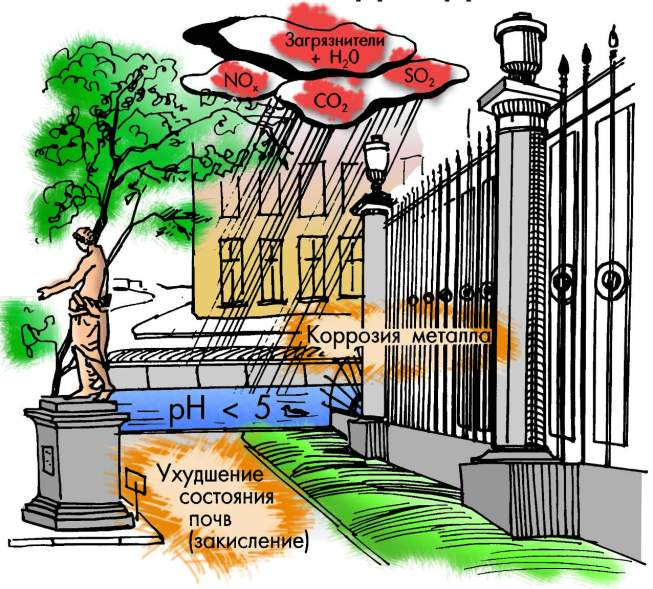 Загрязнители
+ H₂O
NOₓ
SO₂
CO₂
Коррозия металла
pH < 5
Ухудшение
состояния
почв
(закисление)